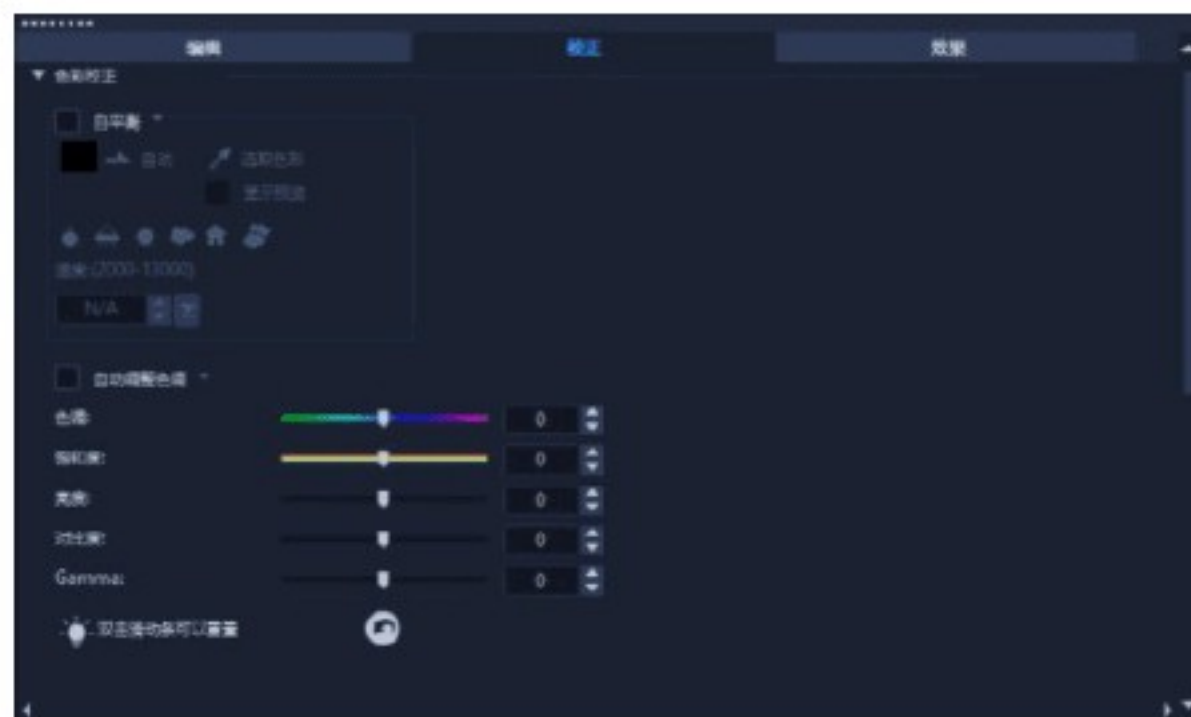 编辑 校正 效果
色彩校正
白平衡
自动 选取色彩
显示预览
温度:(2000-13000)
N/A
自动调整色调
色调: 0
饱和度: 0
亮度: 0
对比度: 0
Gamma: 0
双击滑动条可以重置